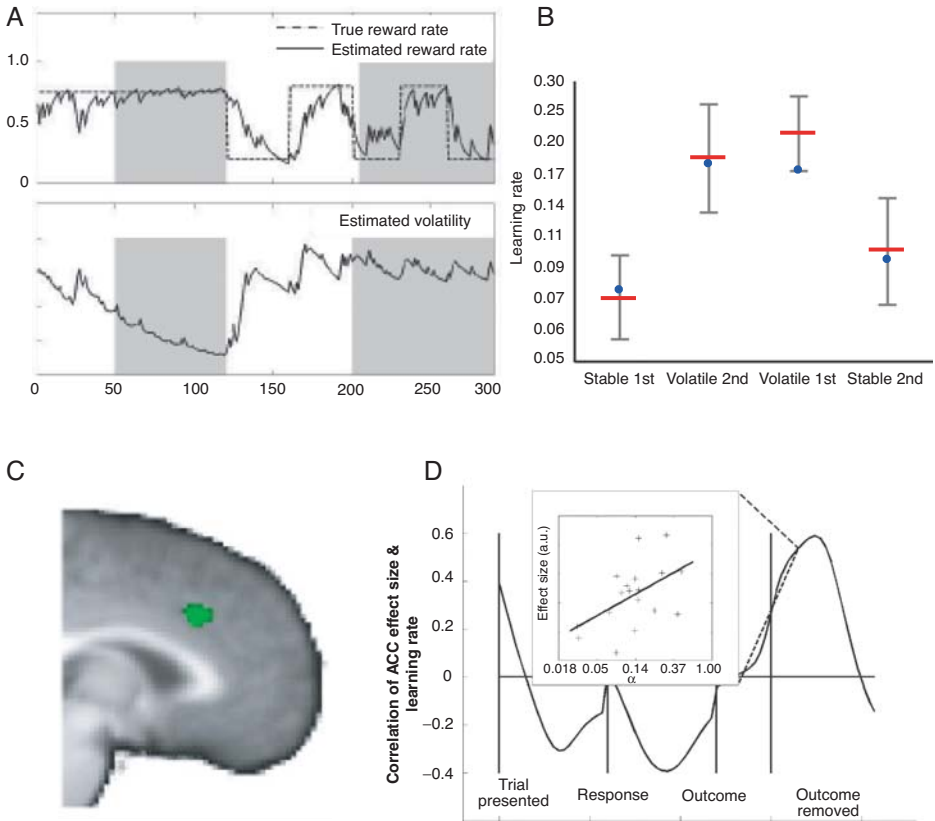 A
True reward rate
Estimated reward rate
1.0
0.5
0
Estimated volatility
0 50 100 150 200 250 300
B
Learning rate
0.30
0.25
0.20
0.17
0.14
0.11
0.09
0.07
0.06
0.05
Stable 1st Volatile 2nd Volatile 1st Stable 2nd
C
D
Correlation of ACC effect size &
learning rate
0.6
0.4
0.2
0
−0.2
−0.4
Effect size (a.u.)
0.018 0.05 0.14 0.37 1.00
α
Trial
presented
Response
Outcome
Outcome
removed